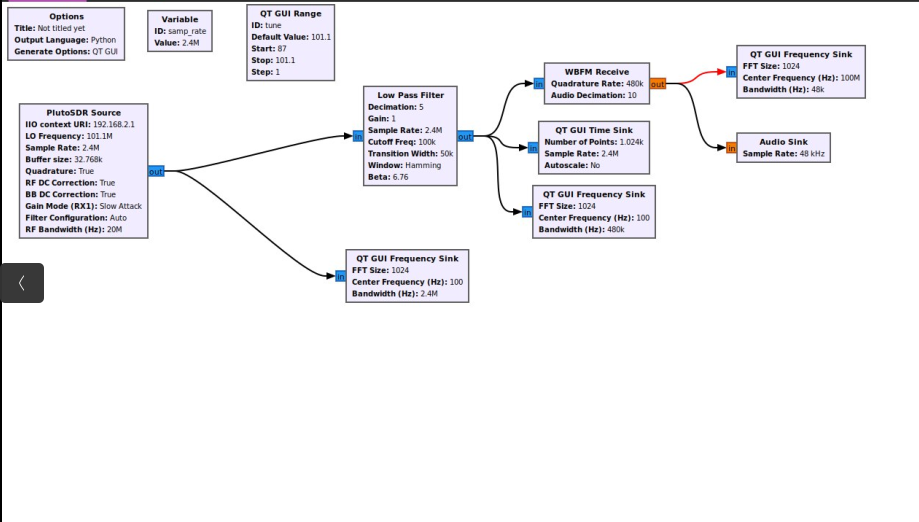 Options
Title: Not titled yet
Output Language: Python
Generate Options: QT GUI
Variable
ID: samp_rate
Value: 2.4M
QT GUI Range
ID: tune
Default Value: 101.1
Start: 87
Stop: 101.1
Step: 1
PlutoSDR Source
IIO context URI: 192.168.2.1
LO Frequency: 101.1M
Sample Rate: 2.4M
Buffer size: 32.768k
Quadrature: True
RF DC Correction: True
BB DC Correction: True
Gain Mode (RX1): Slow Attack
Filter Configuration: Auto
RF Bandwidth (Hz): 20M
out
in
Low Pass Filter
Decimation: 5
Gain: 1
Sample Rate: 2.4M
Cutoff Freq: 100k
Transition Width: 50k
Window: Hamming
Beta: 6.76
out
in
WBFM Receive
Quadrature Rate: 480k
Audio Decimation: 10
out
in
QT GUI Frequency Sink
FFT Size: 1024
Center Frequency (Hz): 100M
Bandwidth (Hz): 48k
in
QT GUI Time Sink
Number of Points: 1.024k
Sample Rate: 2.4M
Autoscale: No
in
Audio Sink
Sample Rate: 48 kHz
in
QT GUI Frequency Sink
FFT Size: 1024
Center Frequency (Hz): 100
Bandwidth (Hz): 480k
in
QT GUI Frequency Sink
FFT Size: 1024
Center Frequency (Hz): 100
Bandwidth (Hz): 2.4M